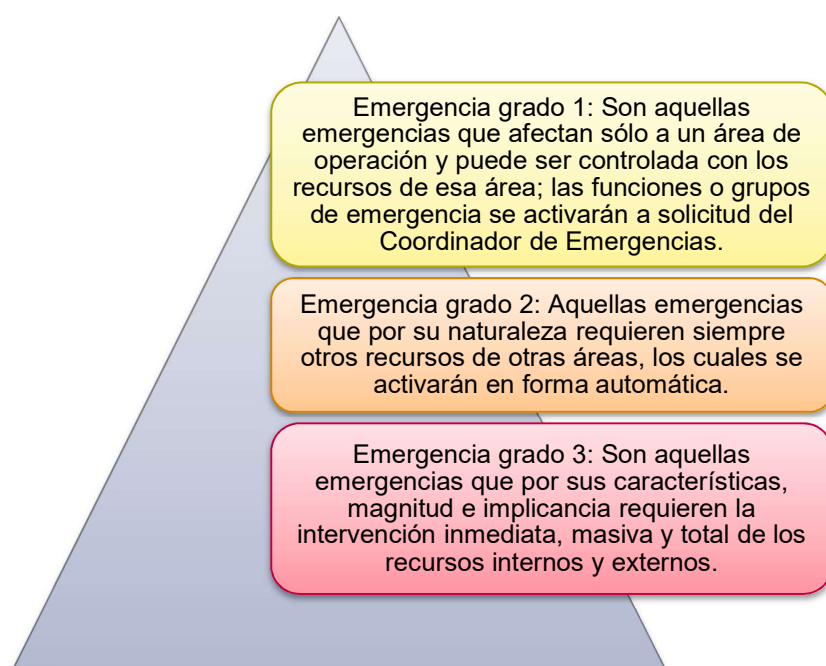 Emergencia grado 1: Son aquellas
emergencias que afectan sólo a un área de
operación y puede ser controlada con los
recursos de esa área; las funciones o grupos
de emergencia se activarán a solicitud del
Coordinador de Emergencias.
Emergencia grado 2: Aquellas emergencias
que por su naturaleza requieren siempre
otros recursos de otras áreas, los cuales se
activarán en forma automática.
Emergencia grado 3: Son aquellas
emergencias que por sus características,
magnitud e implicancia requieren la
intervención inmediata, masiva y total de los
recursos internos y externos.